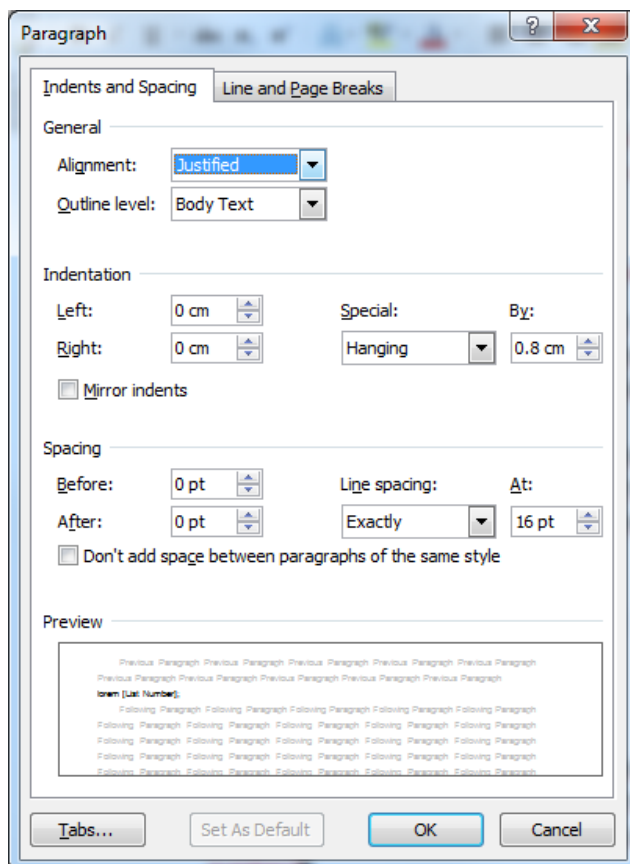 Paragraph
Indents and Spacing Line and Page Breaks
General
Alignment: Justified
Outline level: Body Text
Indentation
Left: 0 cm Special: By:
Right: 0 cm Hanging 0.8 cm
Mirror indents
Spacing
Before: 0 pt Line spacing: At:
After: 0 pt Exactly 16 pt
Don't add space between paragraphs of the same style
Preview
Previous Paragraph Previous Paragraph Previous Paragraph Previous Paragraph Previous Paragraph
Previous Paragraph Previous Paragraph Previous Paragraph Previous Paragraph Previous Paragraph
lorem [List Number];
Following Paragraph Following Paragraph Following Paragraph Following Paragraph Following Paragraph
Following Paragraph Following Paragraph Following Paragraph Following Paragraph Following Paragraph
Following Paragraph Following Paragraph Following Paragraph Following Paragraph Following Paragraph
Following Paragraph Following Paragraph Following Paragraph Following Paragraph Following Paragraph
Tabs... Set As Default OK Cancel